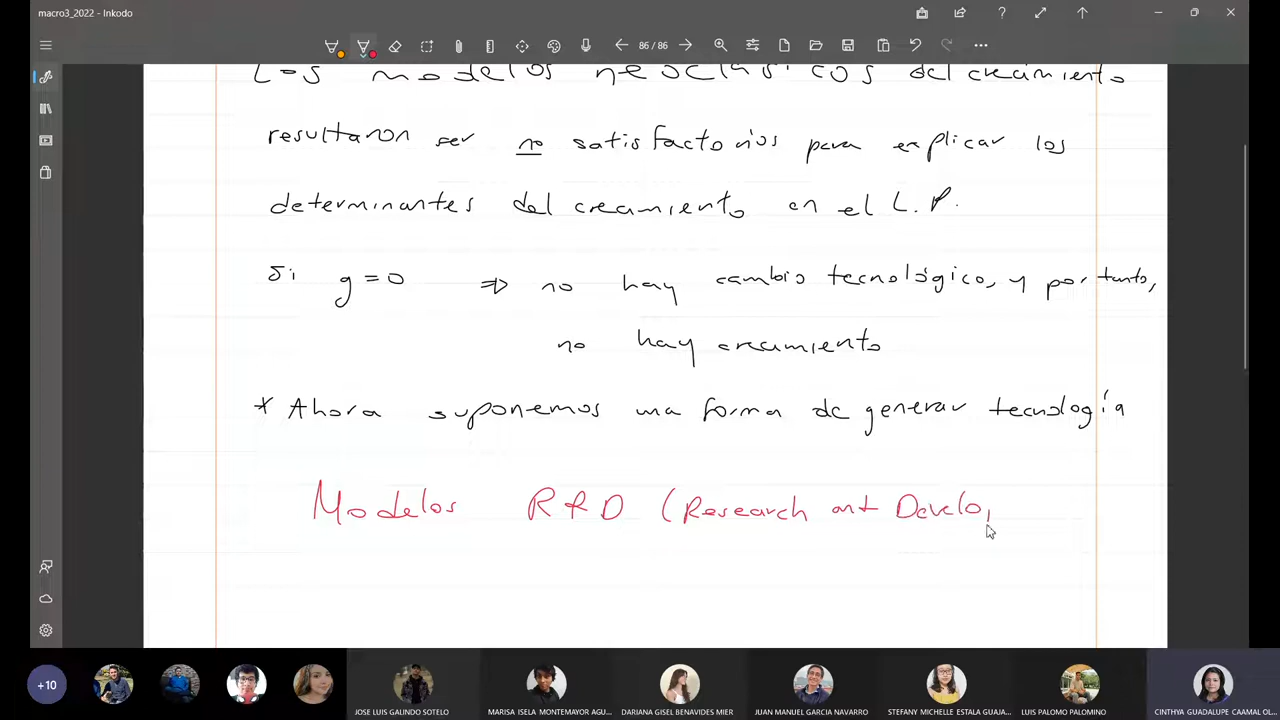 macro3_2022 - Inkodo
86 / 86
Los modelos neoclásicos del crecimiento
resultaron ser no satisfactorios para explicar los
determinantes del crecimiento en el L.P.
Si g = 0 ⇒ no hay cambio tecnológico, y por tanto,
no hay crecimiento
* Ahora suponemos una forma de generar tecnología
Modelos R&D (Research ant Develo
+10
JOSE LUIS GALINDO SOTELO
MARISA ISELA MONTEMAYOR AGU...
DARIANA GISEL BENAVIDES MIER
JUAN MANUEL GARCIA NAVARRO
STEFANY MICHELLE ESTALA GUAJA...
LUIS PALOMO PALOMINO
CINTHYA GUADALUPE CAAMAL OL...